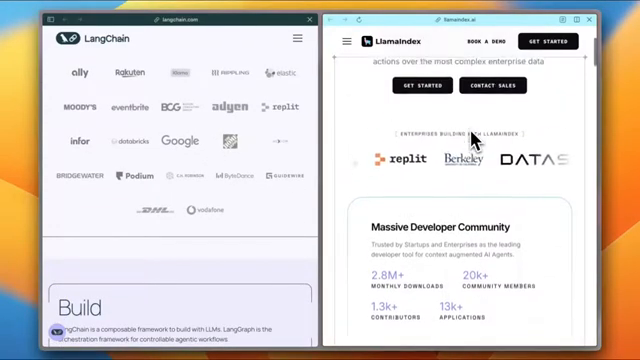 langchain.com
LangChain
ally
Rakuten
Klarna
RIPPLING
elastic
MOODY'S
eventbrite
BCG
adyen
replit
infor
databricks
Google
BRIDGEWATER
Podium
C.H. ROBINSON
ByteDance
GUIDEWIRE
DHL
vodafone
Build
LangChain is a composable framework to build with LLMs. LangGraph is the
orchestration framework for controllable agentic workflows
llamaindex.ai
LlamaIndex
BOOK A DEMO
GET STARTED
actions over the most complex enterprise data
GET STARTED
CONTACT SALES
[ ENTERPRISES BUILDING WITH LLAMAINDEX ]
replit
Berkeley
DATAS
Massive Developer Community
Trusted by Startups and Enterprises as the leading
developer tool for context augmented AI Agents.
2.8M+
20k+
MONTHLY DOWNLOADS
COMMUNITY MEMBERS
1.3k+
13k+
CONTRIBUTORS
APPLICATIONS